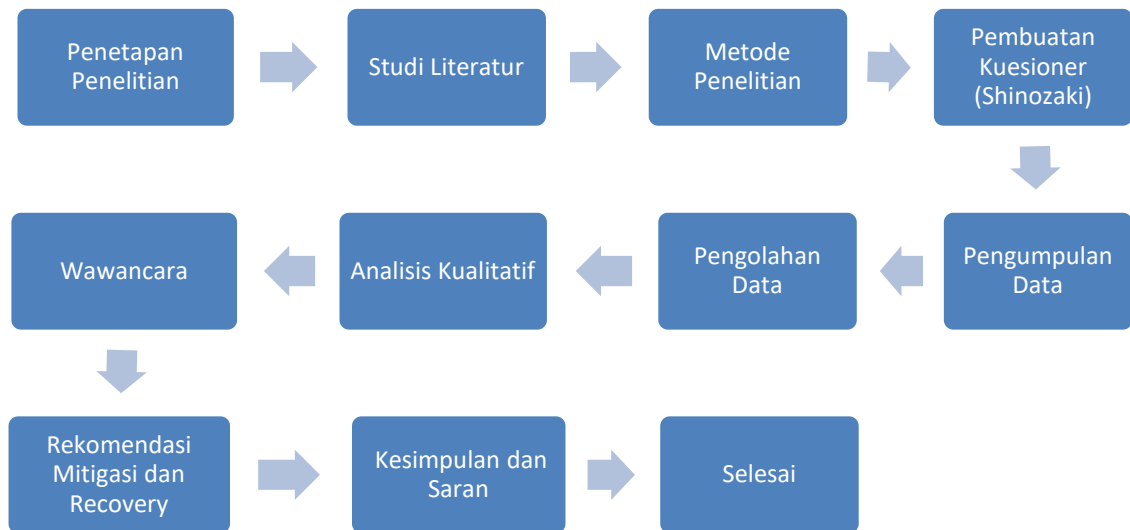 Penetapan
Penelitian
Studi Literatur
Metode
Penelitian
Pembuatan
Kuesioner
(Shinozaki)
Wawancara
Analisis Kualitatif
Pengolahan
Data
Pengumpulan
Data
Rekomendasi
Mitigasi dan
Recovery
Kesimpulan dan
Saran
Selesai